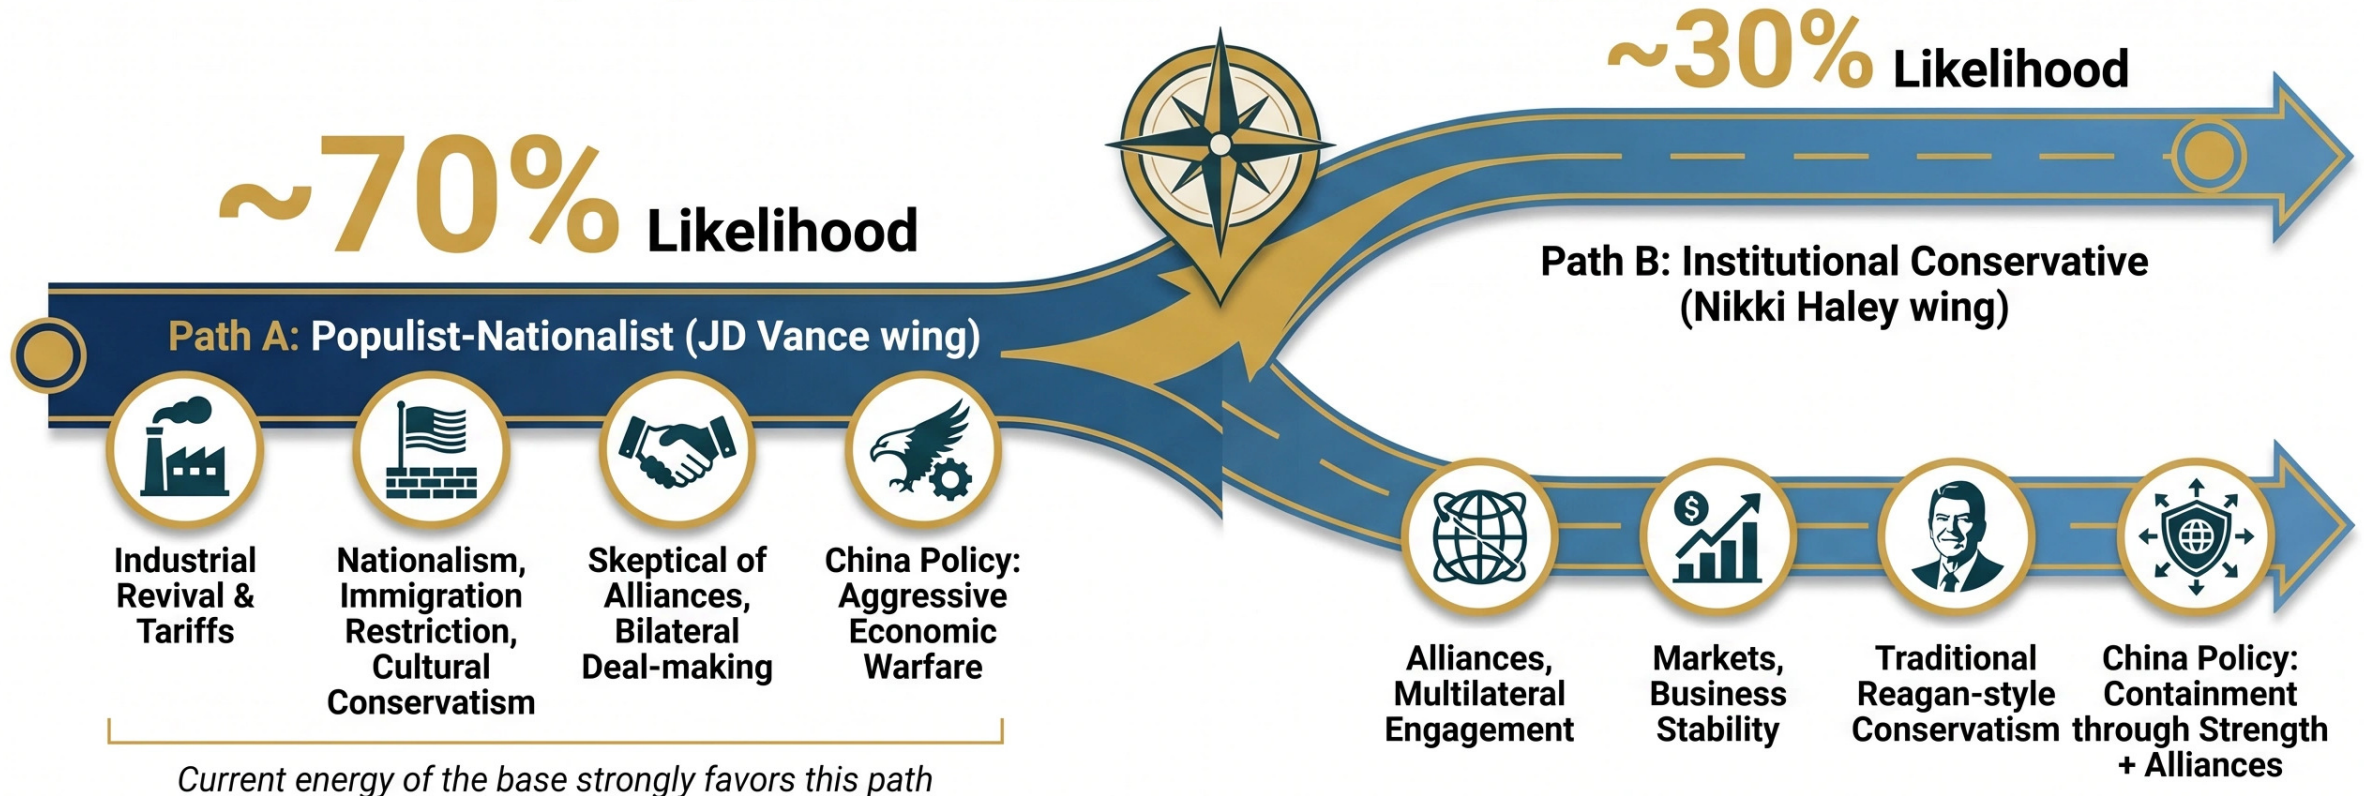 ~70% Likelihood
Path A: Populist-Nationalist (JD Vance wing)
Industrial
Revival &
Tariffs
Nationalism,
Immigration
Restriction,
Cultural
Conservatism
Skeptical of
Alliances,
Bilateral
Deal-making
China Policy:
Aggressive
Economic
Warfare
Current energy of the base strongly favors this path
~30% Likelihood
Path B: Institutional Conservative
(Nikki Haley wing)
$
Alliances,
Multilateral
Engagement
Markets,
Business
Stability
Traditional
Reagan-style
Conservatism
China Policy:
Containment
through Strength
+ Alliances